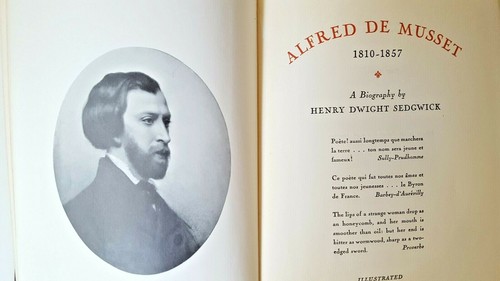 ALFRED DE MUSSET
1810-1857
A Biography by
HENRY DWIGHT SEDGWICK
Poète! aussi longtemps que marchera
la terre . . . ton nom sera jeune et
fameux! Sully-Prudhomme
Ce poète qui fut toutes nos âmes et
toutes nos jeunesses . . . le Byron
de France. Barbey-d'Aurévilly
The lips of a strange woman drop as
an honeycomb, and her mouth is
smoother than oil: but her end is
bitter as wormwood, sharp as a two-
edged sword. Proverbs
ILLUSTRATED